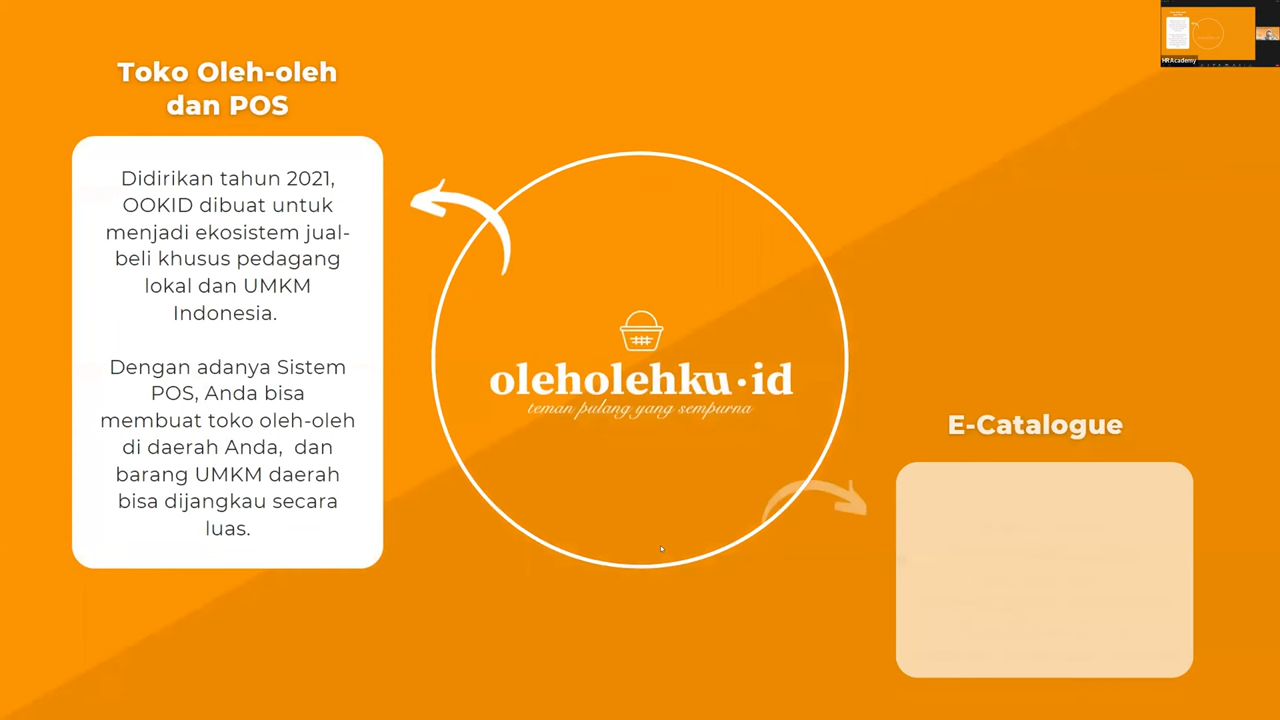 Toko Oleh-oleh
dan POS
Didirikan tahun 2021,
OOKID dibuat untuk
menjadi ekosistem jual-
beli khusus pedagang
lokal dan UMKM
Indonesia.
Dengan adanya Sistem
POS, Anda bisa
membuat toko oleh-oleh
di daerah Anda,  dan
barang UMKM daerah
bisa dijangkau secara
luas.
oleholehku·id
teman pulang yang sempurna
E-Catalogue
HRAcademy